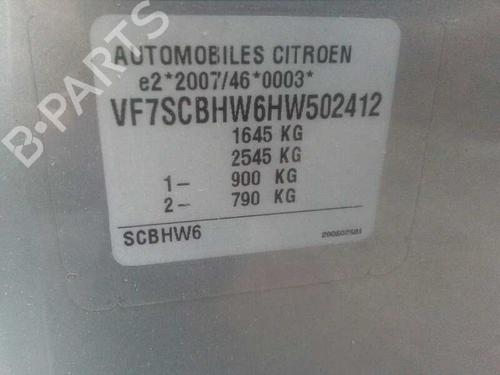 AUTOMOBILES CITROEN
e2*2007/46*0003*
VF7SCBHW6HW502412
1645 KG
2545 KG
1- 900 KG
2- 790 KG
SCBHW6
B-PARTS